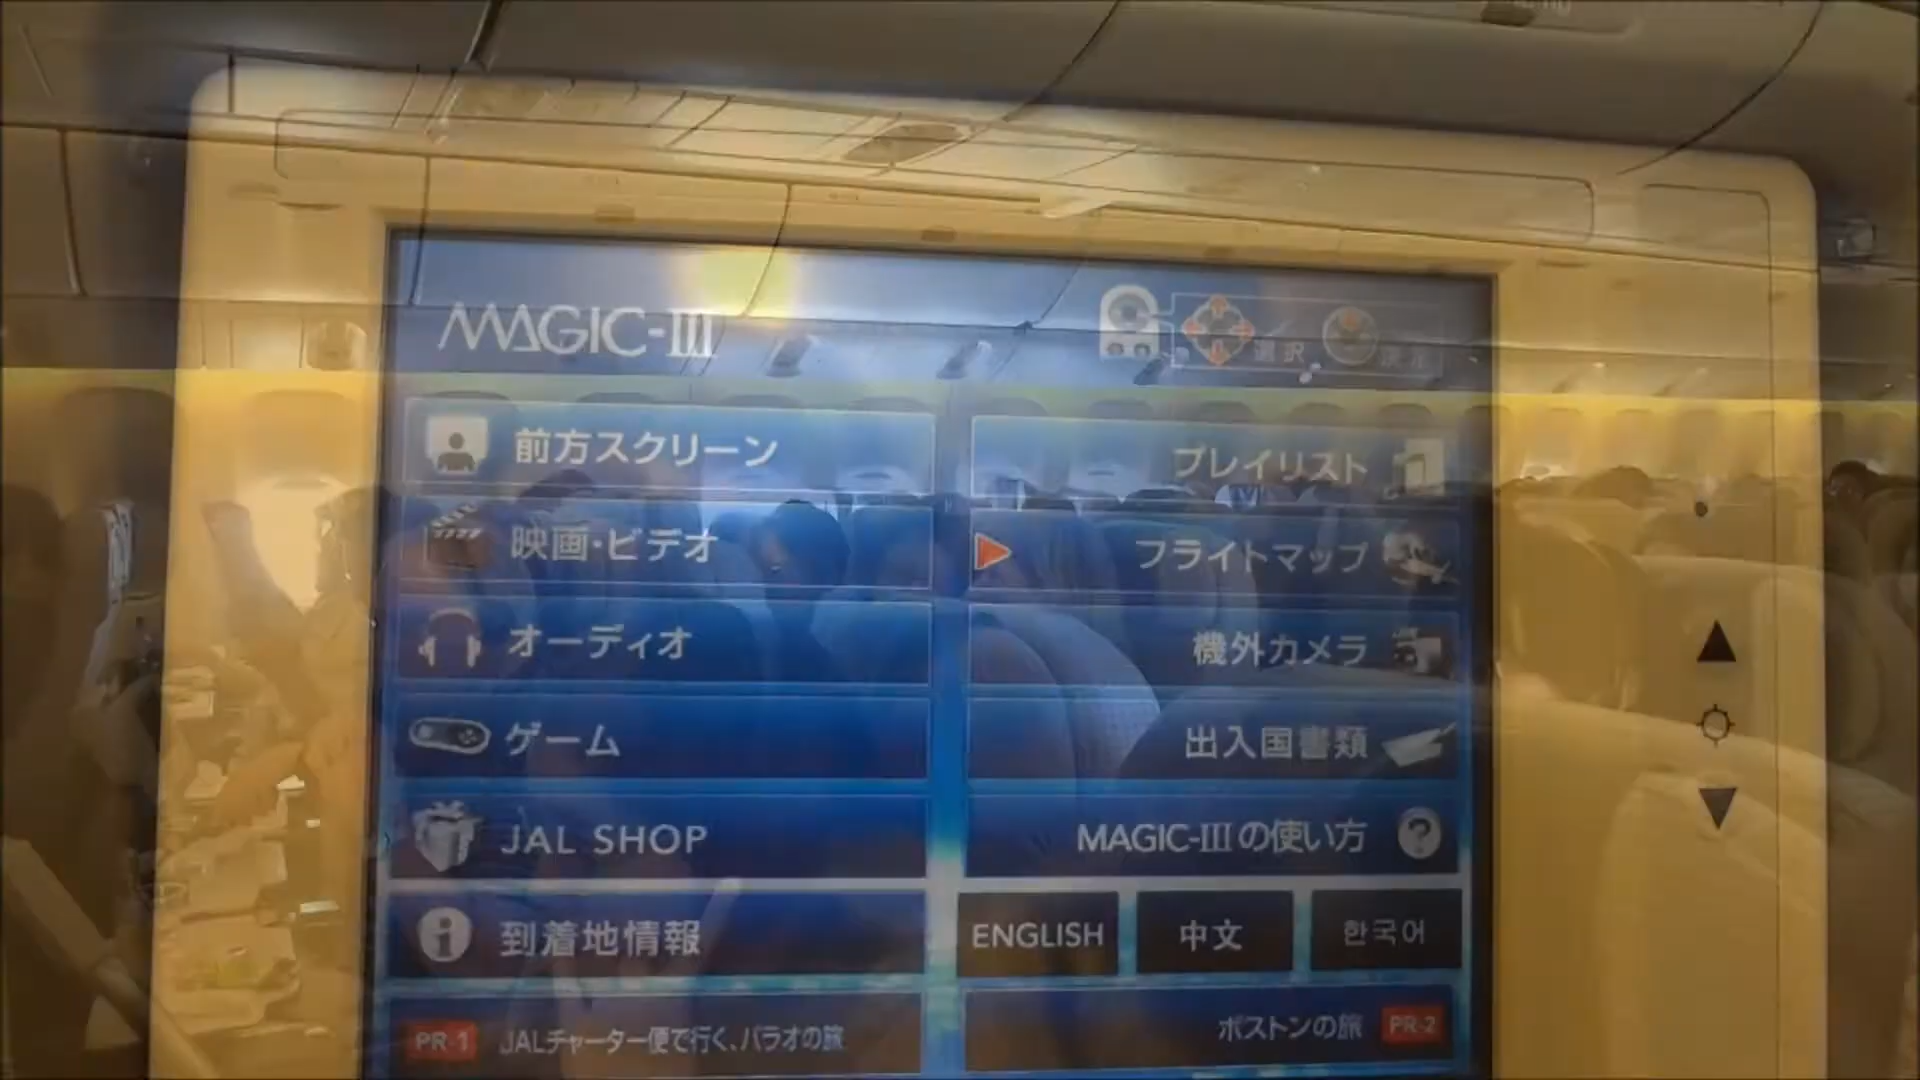 MAGIC-III
選択
前方スクリーン
プレイリスト
映画・ビデオ
フライトマップ
オーディオ
機外カメラ
ゲーム
出入国書類
JAL SHOP
MAGIC-IIIの使い方
到着地情報
ENGLISH
中文
한국어
PR-1 JALチャーター便で行く、パラオの旅
ボストンの旅 PR-2